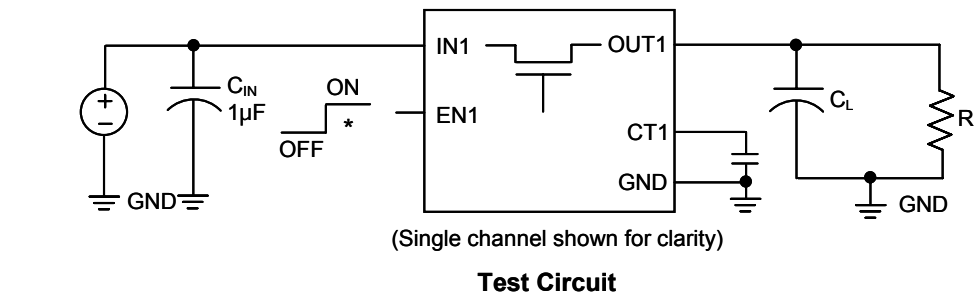 IN1
OUT1
C_IN
1µF
ON
+
−
EN1
*
OFF
CT1
C_L
R
GND
GND
GND
(Single channel shown for clarity)
Test Circuit